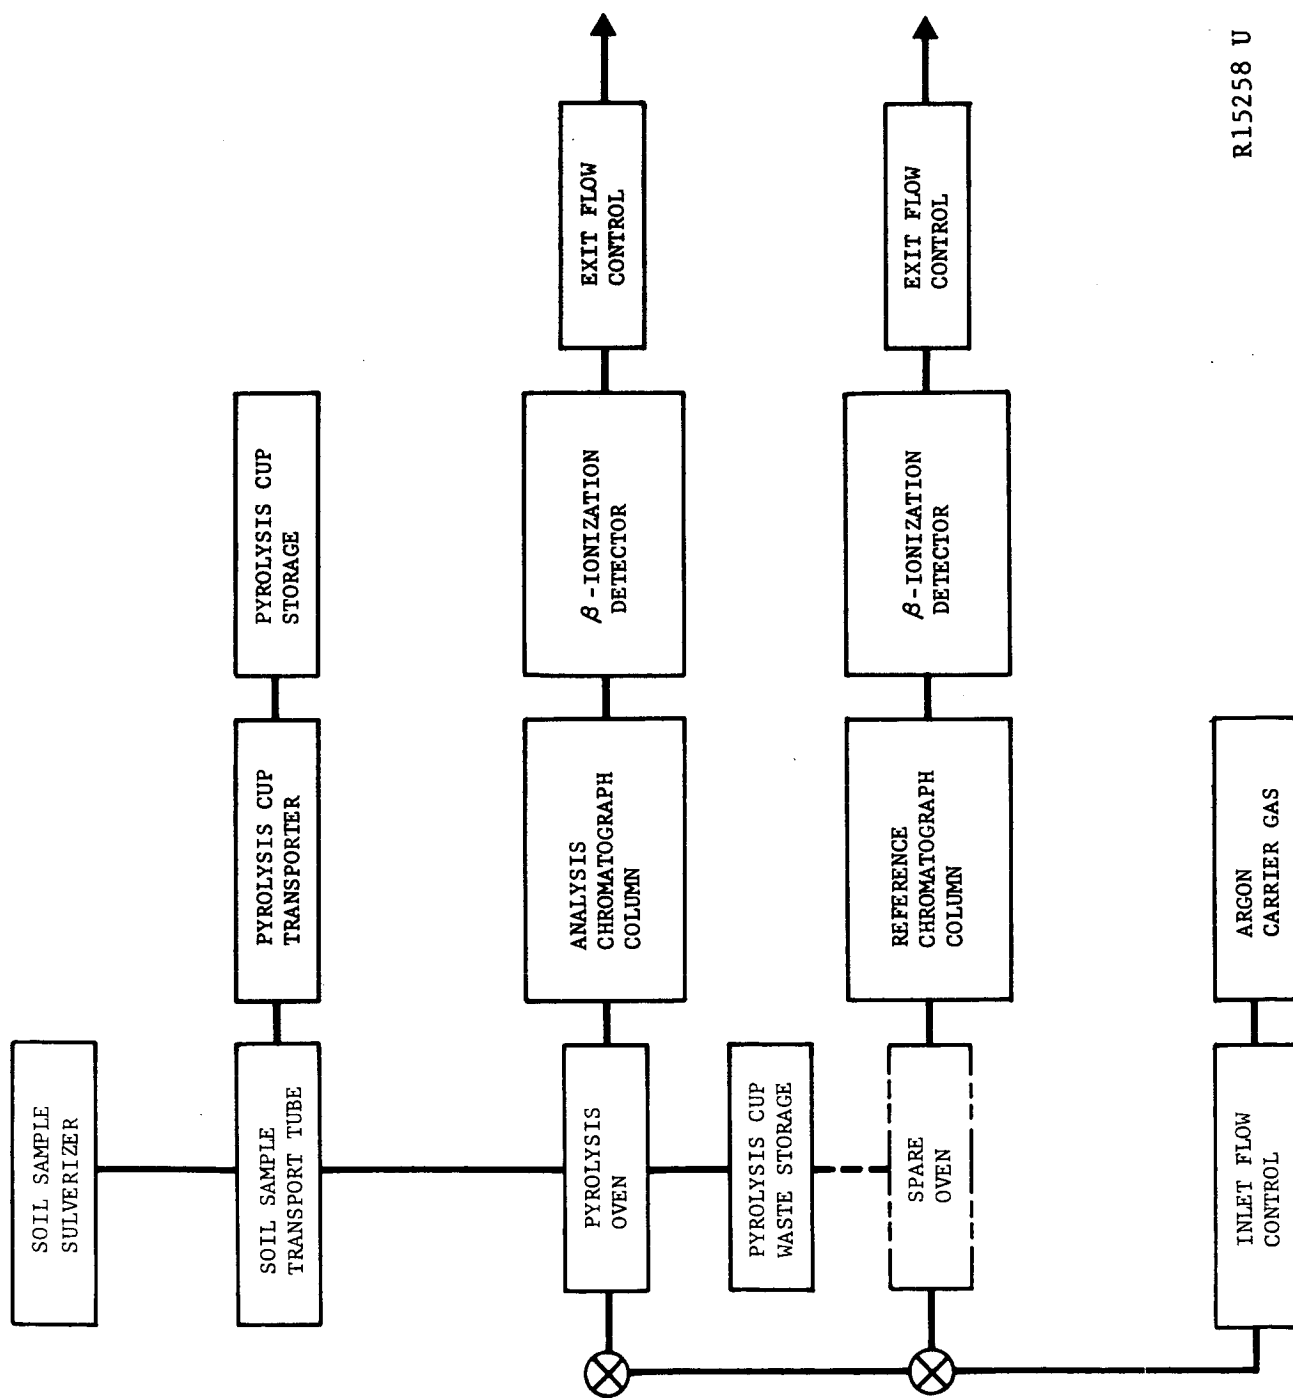 SOIL SAMPLE
SULVERIZER
SOIL SAMPLE
TRANSPORT TUBE
PYROLYSIS CUP
TRANSPORTER
PYROLYSIS CUP
STORAGE
PYROLYSIS
OVEN
ANALYSIS
CHROMATOGRAPH
COLUMN
β-IONIZATION
DETECTOR
EXIT FLOW
CONTROL
PYROLYSIS CUP
WASTE STORAGE
SPARE
OVEN
REFERENCE
CHROMATOGRAPH
COLUMN
β-IONIZATION
DETECTOR
EXIT FLOW
CONTROL
INLET FLOW
CONTROL
ARGON
CARRIER GAS
R15258 U